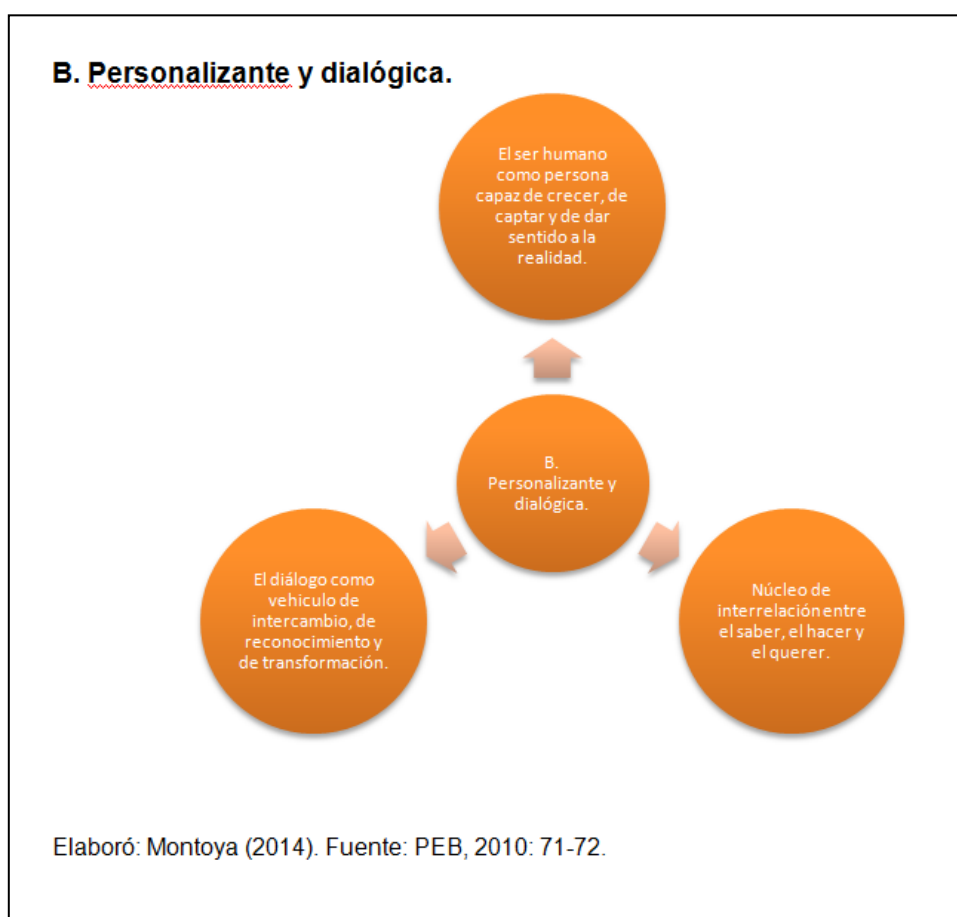 B. Personalizante y dialógica.
El ser humano
como persona
capaz de crecer, de
captar y de dar
sentido a la
realidad.
B.
Personalizante y
dialógica.
El diálogo como
vehiculo de
intercambio, de
reconocimiento y
de transformación.
Núcleo de
interrelación entre
el saber, el hacer y
el querer.
Elaboró: Montoya (2014). Fuente: PEB, 2010: 71-72.